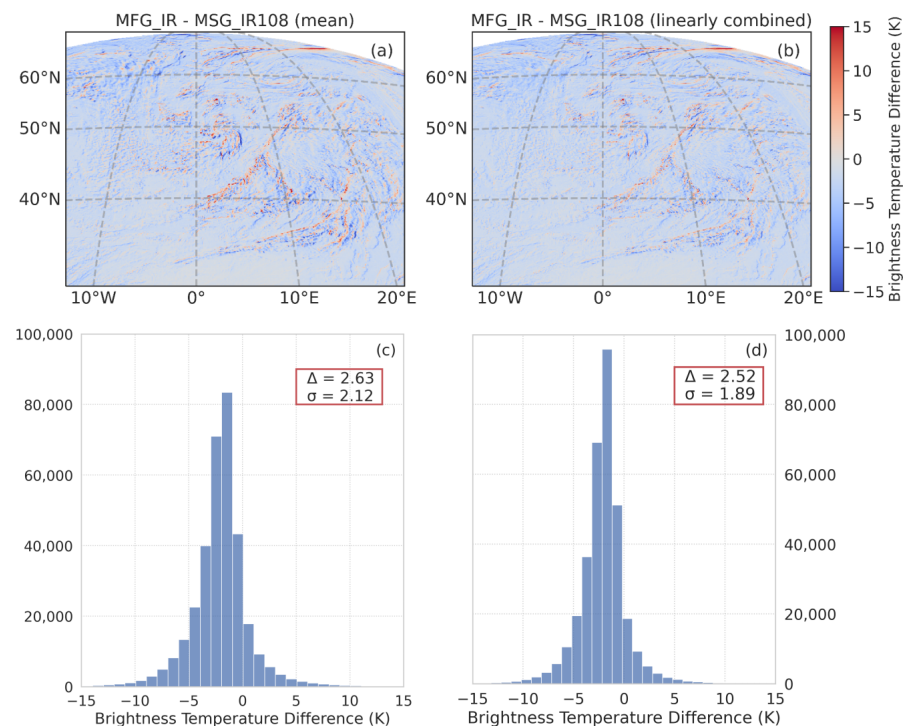 MFG_IR - MSG_IR108 (mean)
MFG_IR - MSG_IR108 (linearly combined)
(a)
60°N
50°N
40°N
10°W
0°
10°E
20°E
(b)
60°N
50°N
40°N
10°W
0°
10°E
20°E
15
10
5
0
−5
−10
−15
Brightness Temperature Difference (K)
100,000
80,000
60,000
40,000
20,000
0
(c)
Δ = 2.63
σ = 2.12
−15
−10
−5
0
5
10
15
Brightness Temperature Difference (K)
(d)
Δ = 2.52
σ = 1.89
100,000
80,000
60,000
40,000
20,000
0
−15
−10
−5
0
5
10
15
Brightness Temperature Difference (K)